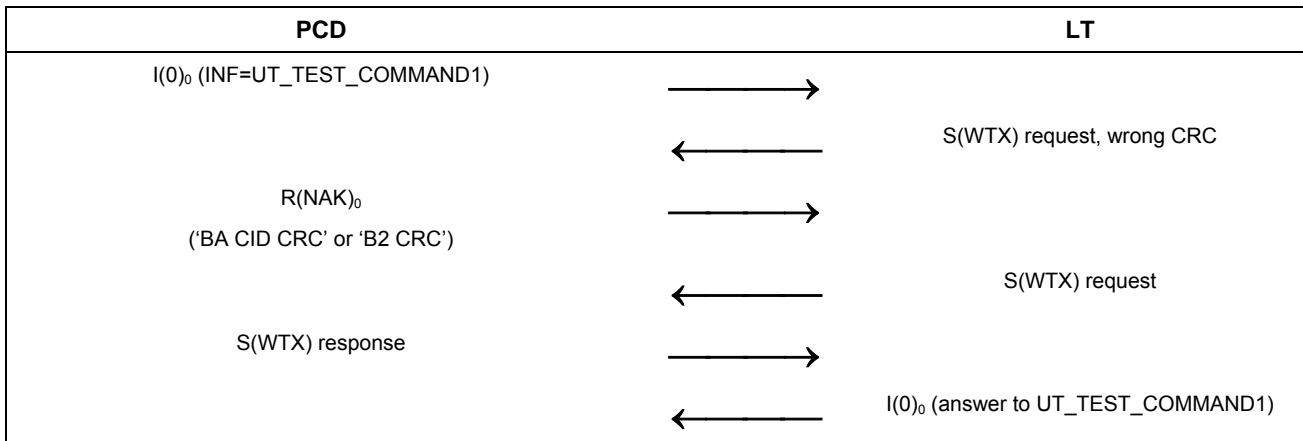 PCD LT
I(0)₀ (INF=UT_TEST_COMMAND1)
S(WTX) request, wrong CRC
R(NAK)₀
(‘BA CID CRC’ or ‘B2 CRC’)
S(WTX) request
S(WTX) response
I(0)₀ (answer to UT_TEST_COMMAND1)